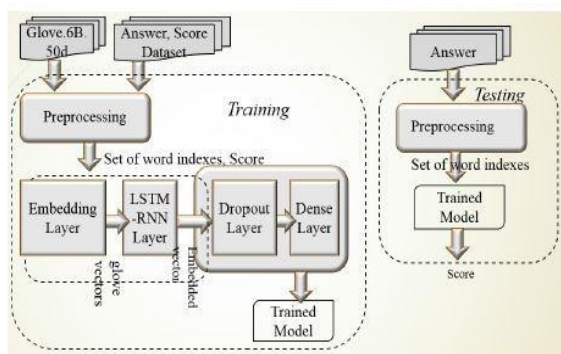 Glove.6B.
50d
Answer, Score
Dataset
Training
Preprocessing
Set of word indexes, Score
Embedding
Layer
LSTM
-RNN
Layer
Dropout
Layer
Dense
Layer
glove
vectors
Embedded
vector
Trained
Model
Answer
Testing
Preprocessing
Set of word indexes
Trained
Model
Score